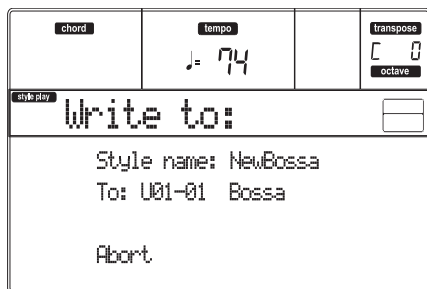 chord tempo transpose
♩= 74 C 0
octave
style play
Write to:
Style name: NewBossa
To: U01-01 Bossa
Abort